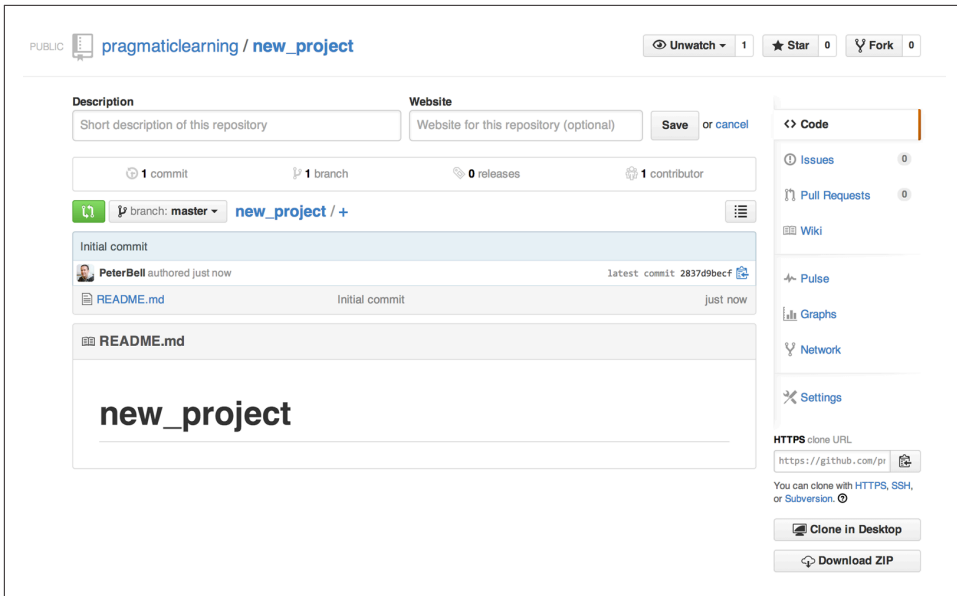 PUBLIC pragmaticlearning / new_project Unwatch 1 Star 0 Fork 0
Description Website
Short description of this repository Website for this repository (optional) Save or cancel
1 commit 1 branch 0 releases 1 contributor
branch: master new_project / +
Initial commit
PeterBell authored just now latest commit 2837d9becf
README.md Initial commit just now
README.md
new_project
<> Code
Issues 0
Pull Requests 0
Wiki
Pulse
Graphs
Network
Settings
HTTPS clone URL
https://github.com/pr
You can clone with HTTPS, SSH,
or Subversion.
Clone in Desktop
Download ZIP